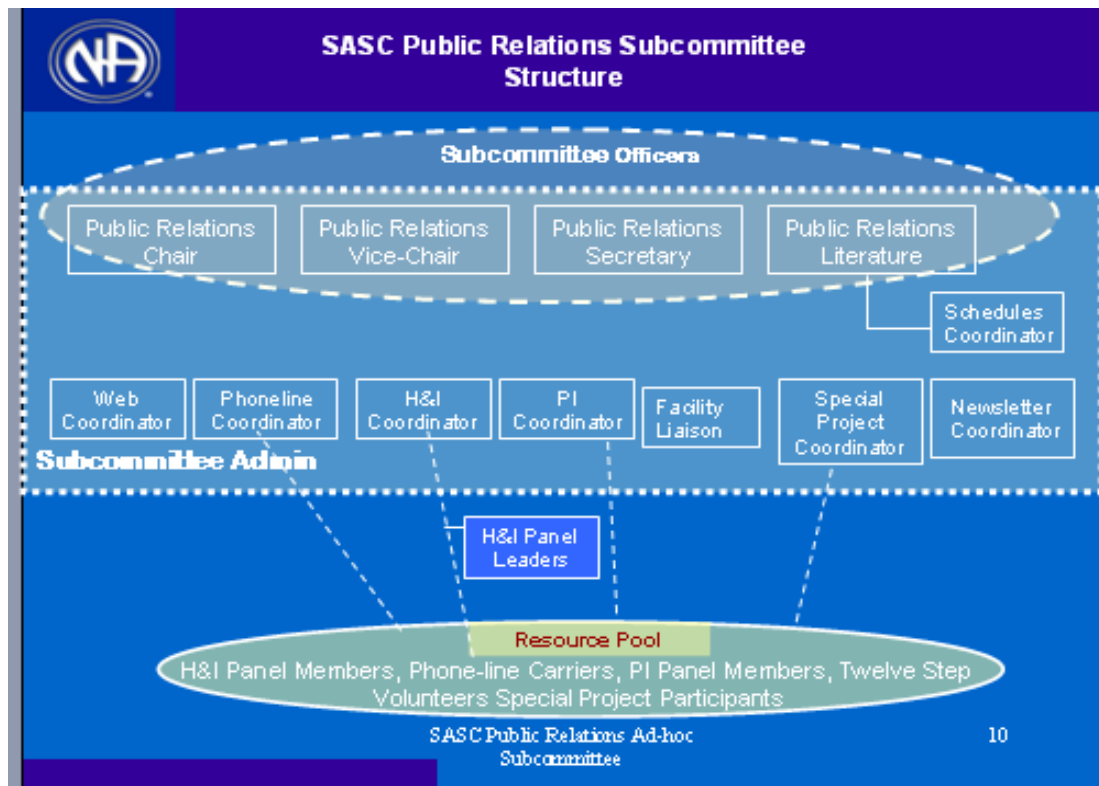 NA
SASC Public Relations Subcommittee
Structure
Subcommittee Officers
Public Relations
Chair
Public Relations
Vice-Chair
Public Relations
Secretary
Public Relations
Literature
Schedules
Coordinator
Web
Coordinator
Phoneline
Coordinator
H&I
Coordinator
PI
Coordinator
Facility
Liaison
Special
Project
Coordinator
Newsletter
Coordinator
Subcommittee Admin
H&I Panel
Leaders
Resource Pool
H&I Panel Members, Phone-line Carriers, PI Panel Members, Twelve Step
Volunteers Special Project Participants
SASC Public Relations Ad-hoc
Subcommittee
10